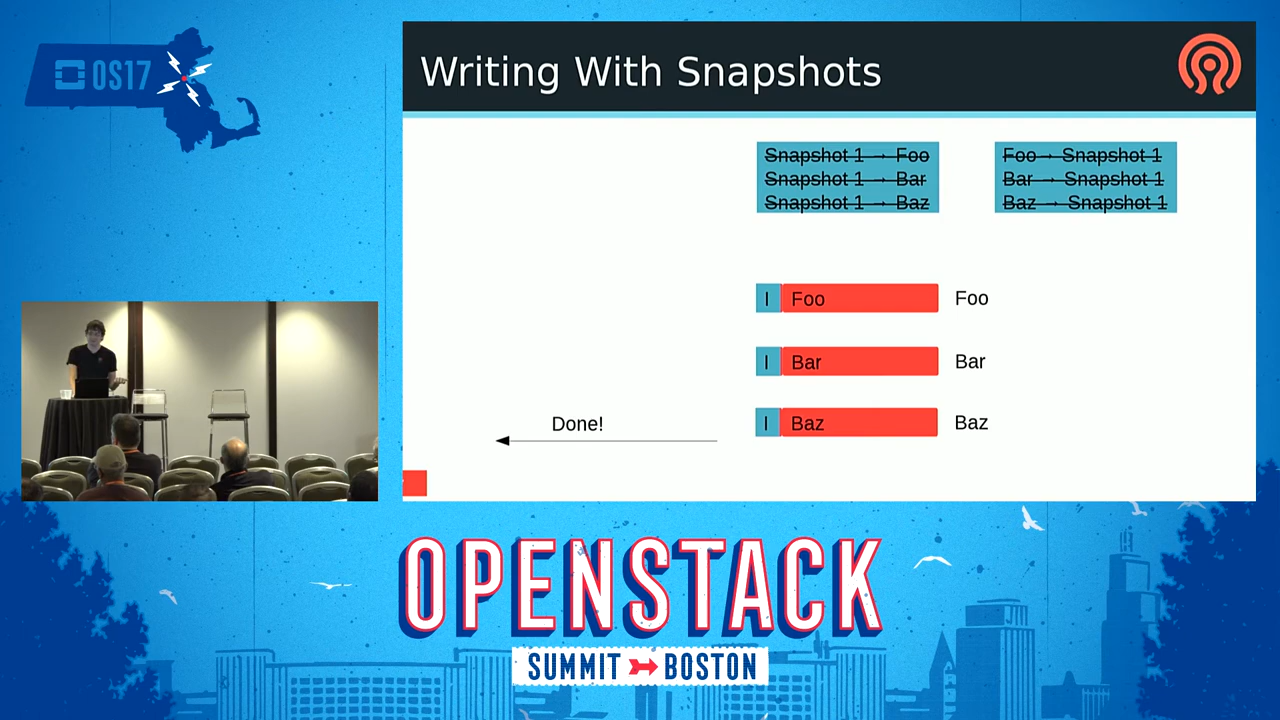 OS17
Writing With Snapshots
Snapshot 1 → Foo
Snapshot 1 → Bar
Snapshot 1 → Baz
Foo → Snapshot 1
Bar → Snapshot 1
Baz → Snapshot 1
I Foo Foo
I Bar Bar
I Baz Baz
Done!
OPENSTACK
SUMMIT BOSTON